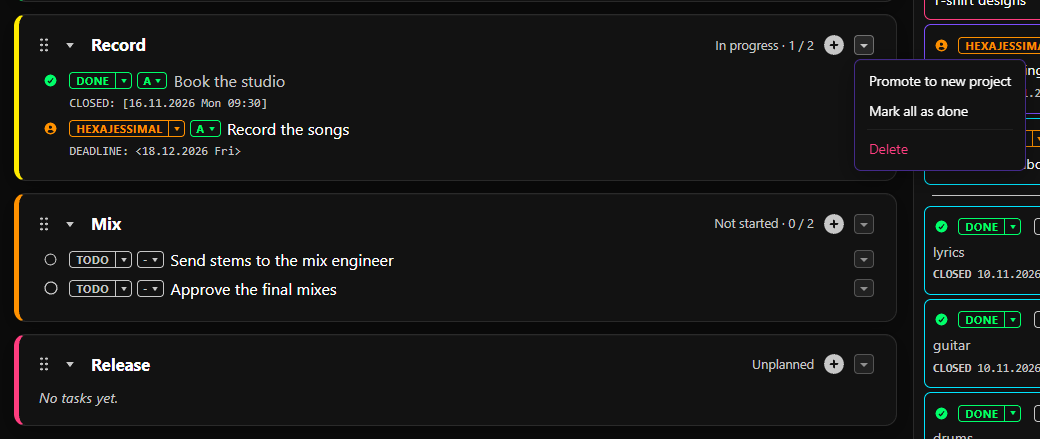 T-shirt designs
Record
In progress · 1 / 2
DONE A Book the studio
CLOSED: [16.11.2026 Mon 09:30]
HEXAJESSIMAL A Record the songs
DEADLINE: <18.12.2026 Fri>
Promote to new project
Mark all as done
Delete
Mix
Not started · 0 / 2
TODO - Send stems to the mix engineer
TODO - Approve the final mixes
Release
Unplanned
No tasks yet.
DONE
lyrics
CLOSED 10.11.2026
DONE
guitar
CLOSED 10.11.2026
DONE
drums